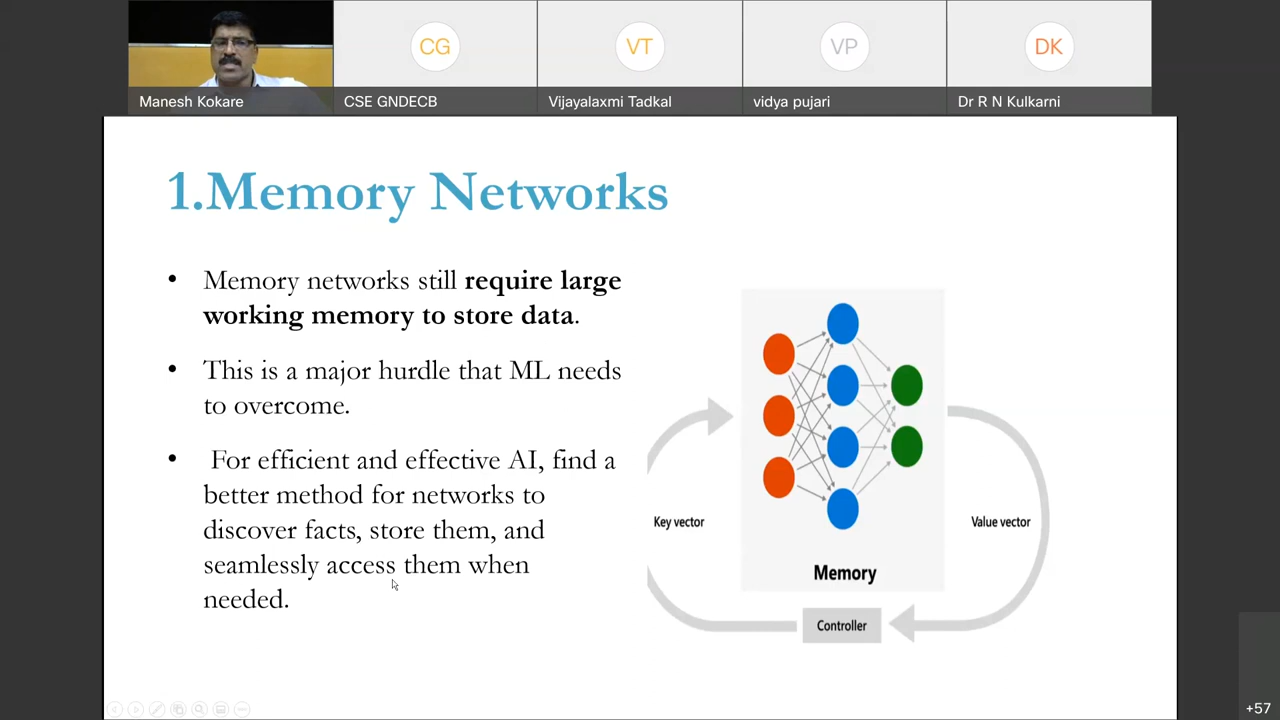 CG
VT
VP
DK
Manesh Kokare
CSE GNDECB
Vijayalaxmi Tadkal
vidya pujari
Dr R N Kulkarni
1.Memory Networks
• Memory networks still require large
working memory to store data.
• This is a major hurdle that ML needs
to overcome.
• For efficient and effective AI, find a
better method for networks to
discover facts, store them, and
seamlessly access them when
needed.
Key vector
Value vector
Memory
Controller
+57